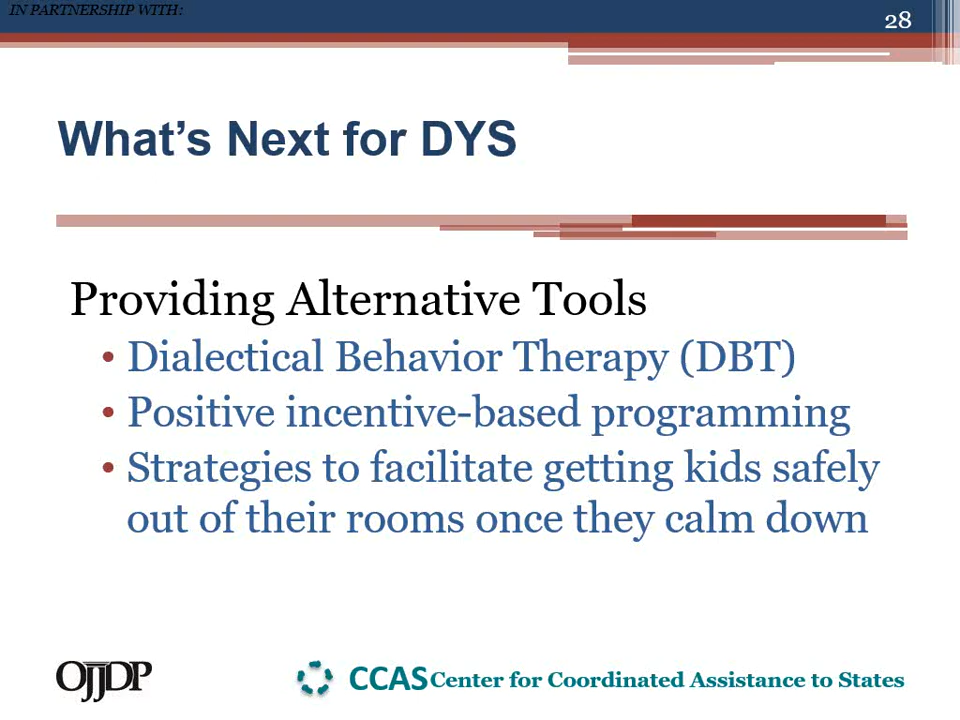 IN PARTNERSHIP WITH:
28
What’s Next for DYS
Providing Alternative Tools
• Dialectical Behavior Therapy (DBT)
• Positive incentive-based programming
• Strategies to facilitate getting kids safely
out of their rooms once they calm down
OJJDP
CCAS Center for Coordinated Assistance to States